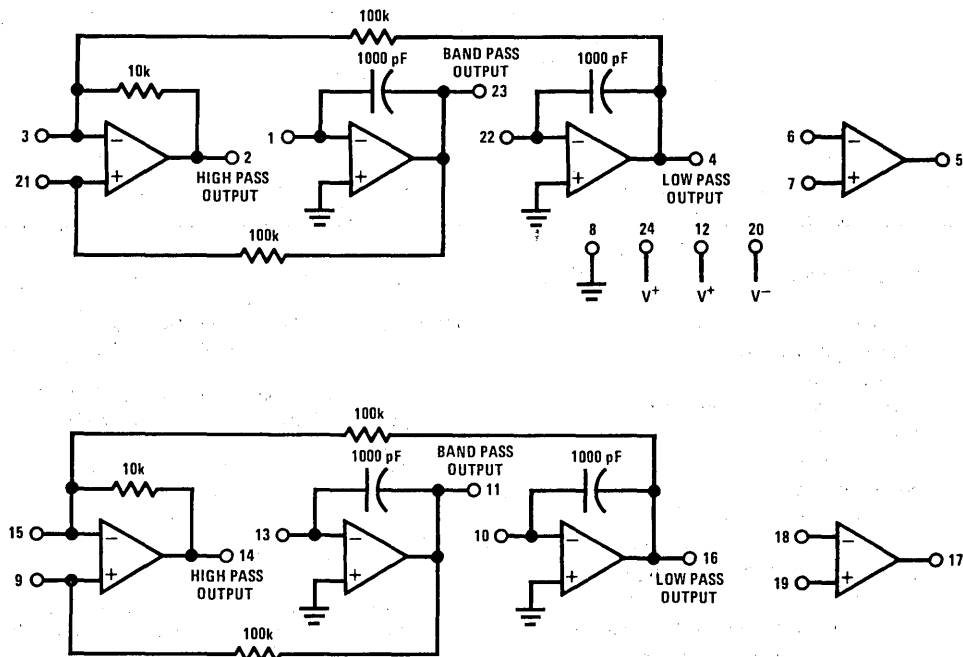 100k
BAND PASS
OUTPUT
1000 pF
1000 pF
10k
23
3
1
22
6
−
−
−
−
2
4
5
21
7
+
+
+
+
HIGH PASS
OUTPUT
LOW PASS
OUTPUT
100k
8
24
12
20
V+
V+
V−
100k
BAND PASS
OUTPUT
1000 pF
1000 pF
10k
11
15
13
10
18
−
−
−
−
14
16
17
9
19
+
+
+
+
HIGH PASS
OUTPUT
LOW PASS
OUTPUT
100k